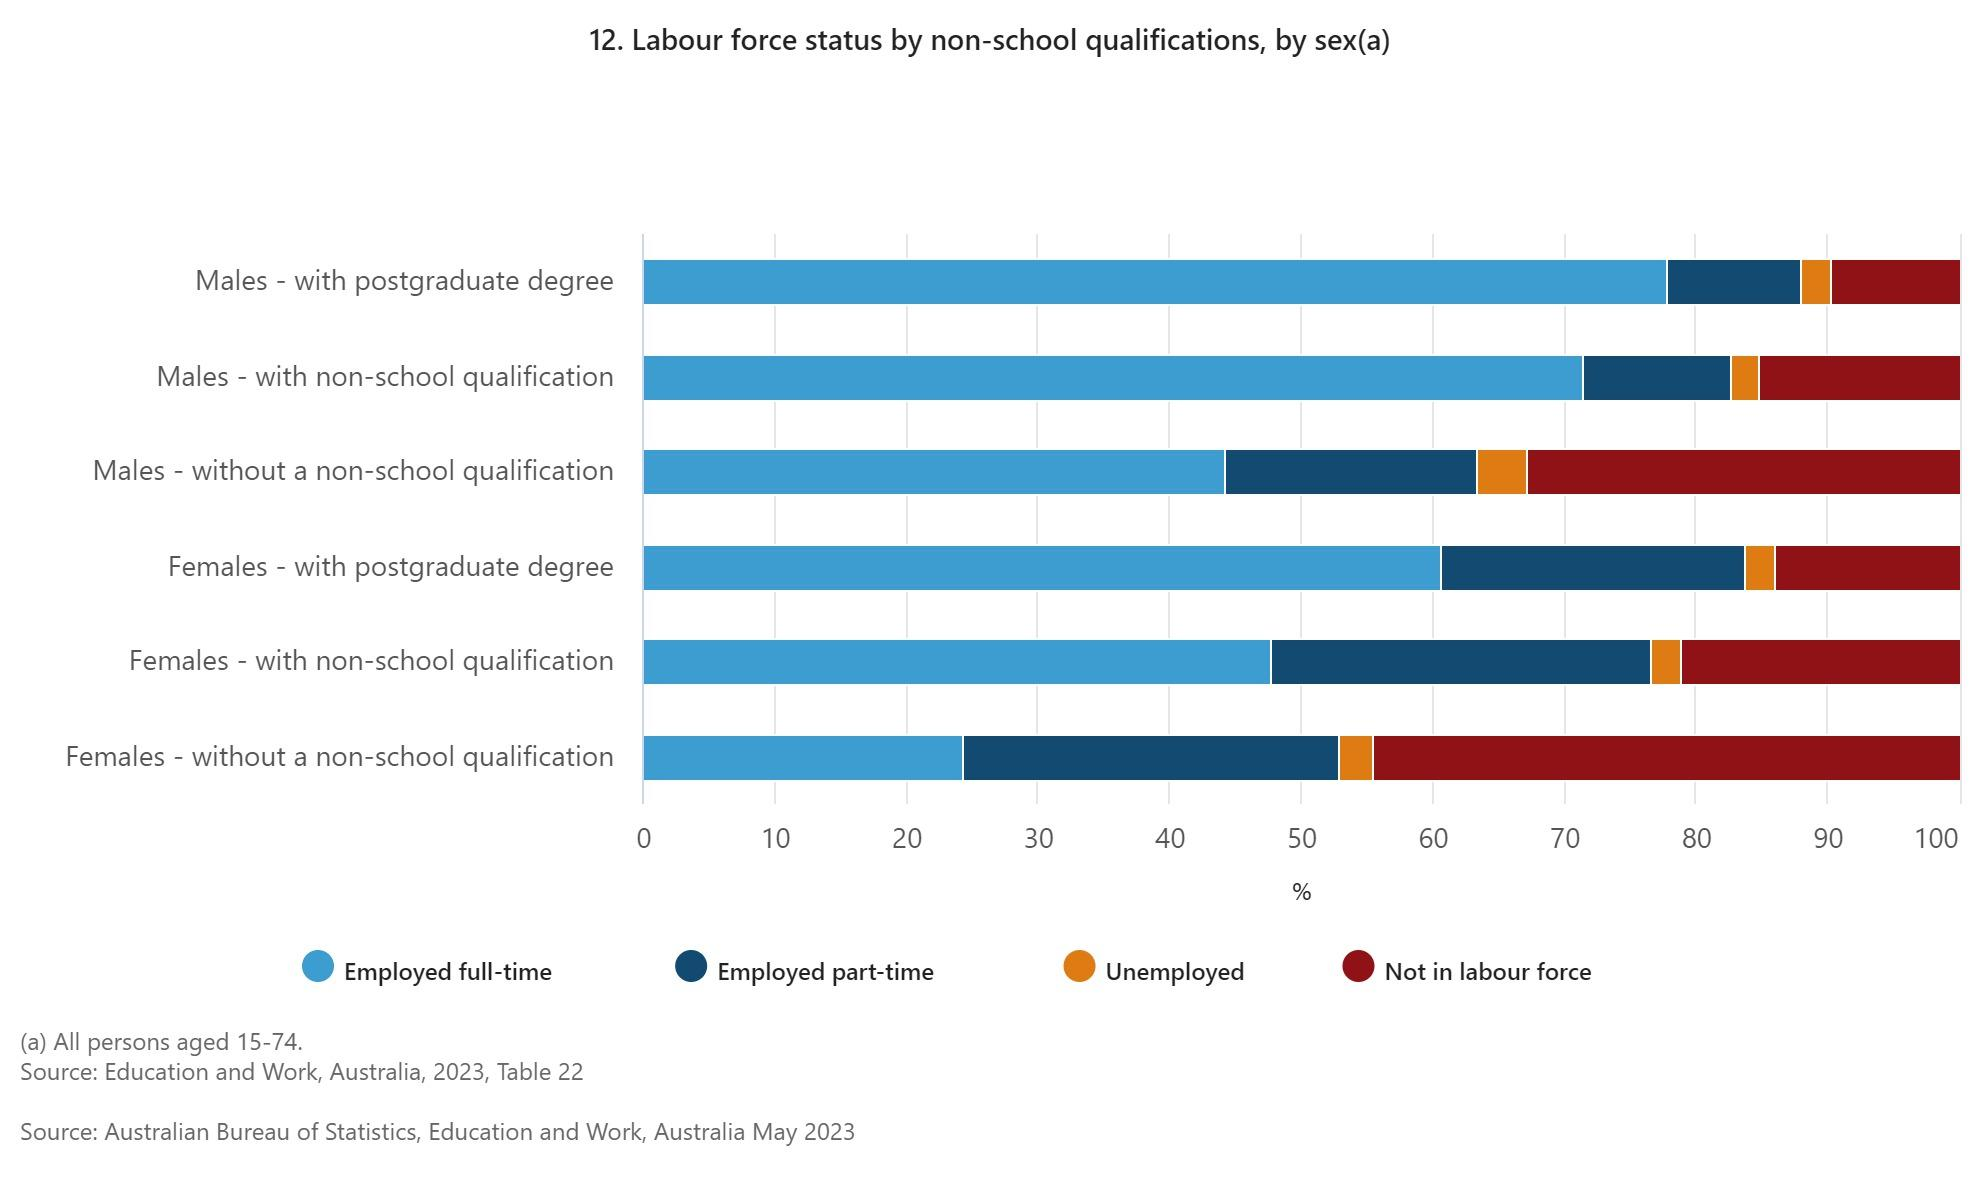 12. Labour force status by non-school qualifications, by sex(a)
Males - with postgraduate degree
Males - with non-school qualification
Males - without a non-school qualification
Females - with postgraduate degree
Females - with non-school qualification
Females - without a non-school qualification
0 10 20 30 40 50 60 70 80 90 100
%
Employed full-time Employed part-time Unemployed Not in labour force
(a) All persons aged 15-74.
Source: Education and Work, Australia, 2023, Table 22
Source: Australian Bureau of Statistics, Education and Work, Australia May 2023